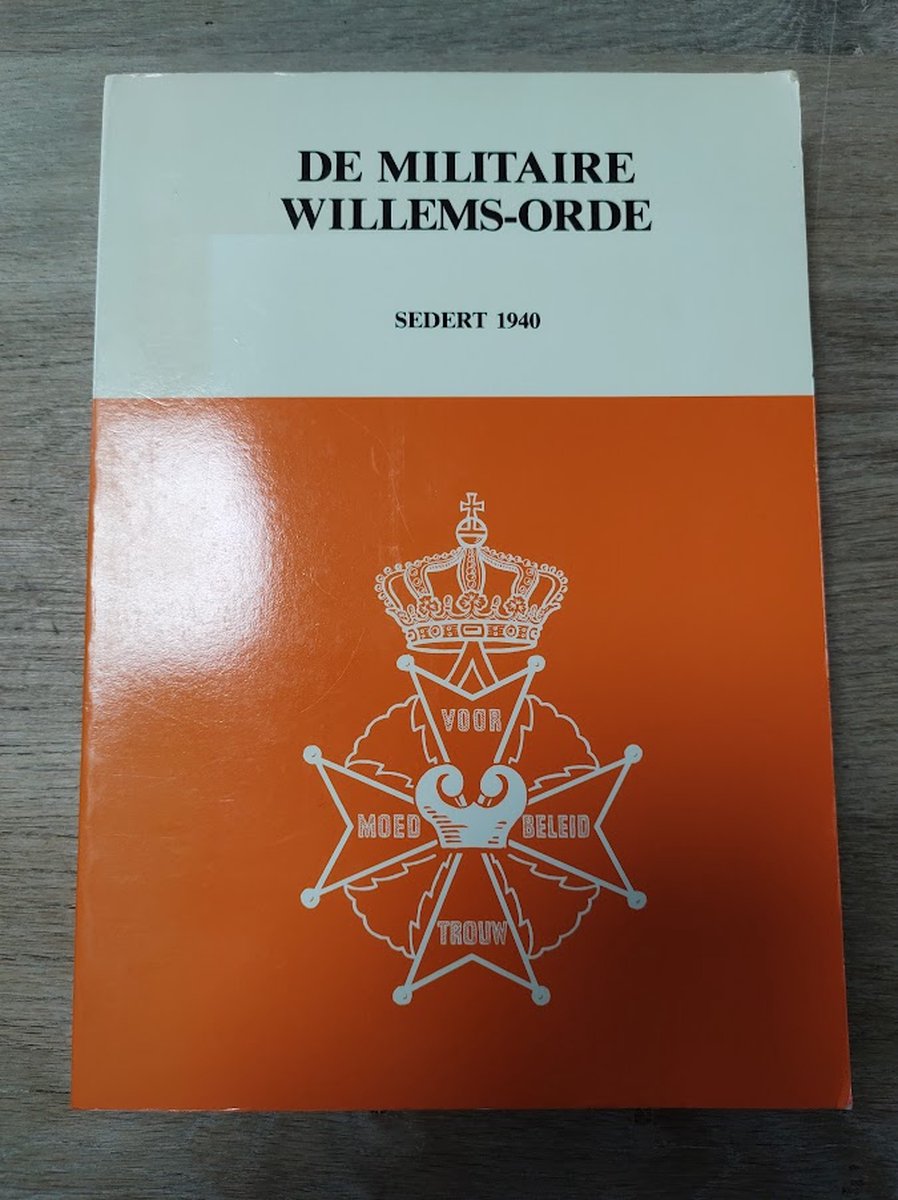 DE MILITAIRE
WILLEMS-ORDE
SEDERT 1940
VOOR
MOED BELEID
TROUW